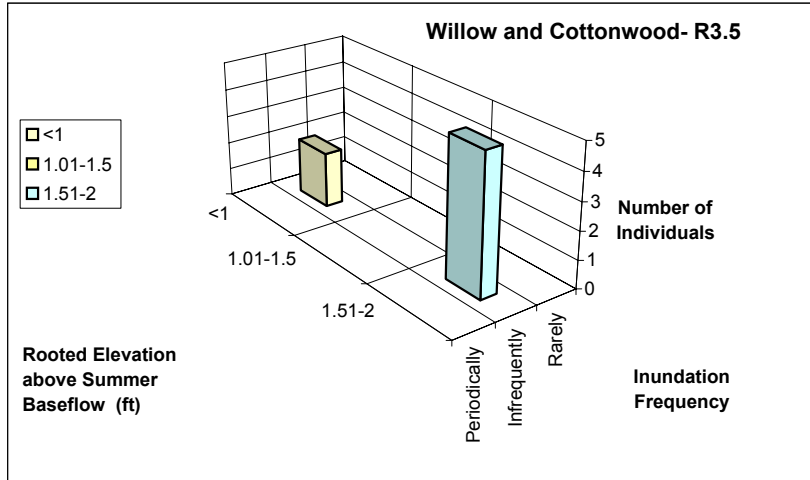 Willow and Cottonwood- R3.5
<1
1.01-1.5
1.51-2
<1
1.01-1.5
1.51-2
5
4
3
2
1
0
Number of
Individuals
Periodically
Infrequently
Rarely
Rooted Elevation
above Summer
Baseflow (ft)
Inundation
Frequency